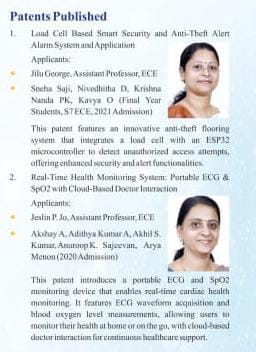 Patents Published
1. Load Cell Based Smart Security and Anti-Theft Alert
Alarm System and Application
Applicants:
Jilu George, Assistant Professor, ECE
Sneha Saji, Nivedhitha D, Krishna
Nanda PK, Kavya O (Final Year
Students, S7 ECE, 2021 Admission)
This patent features an innovative anti-theft flooring
system that integrates a load cell with an ESP32
microcontroller to detect unauthorized access attempts,
offering enhanced security and alert functionalities.
2. Real-Time Health Monitoring System: Portable ECG &
SpO2 with Cloud-Based Doctor Interaction
Applicants:
Jeslin P. Jo, Assistant Professor, ECE
Akshay A, Adithya Kumar A, Akhil S.
Kumar, Anuroop K. Sajeevan, Arya
Menon (2020 Admission)
This patent introduces a portable ECG and SpO2
monitoring device that enables real-time cardiac health
monitoring. It features ECG waveform acquisition and
blood oxygen level measurements, allowing users to
monitor their health at home or on the go, with cloud-based
doctor interaction for continuous healthcare support.